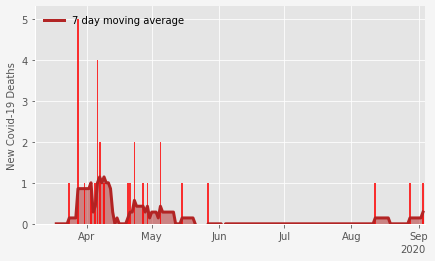 7 day moving average
New Covid-19 Deaths
5
4
3
2
1
0
Apr
May
Jun
Jul
Aug
Sep
2020